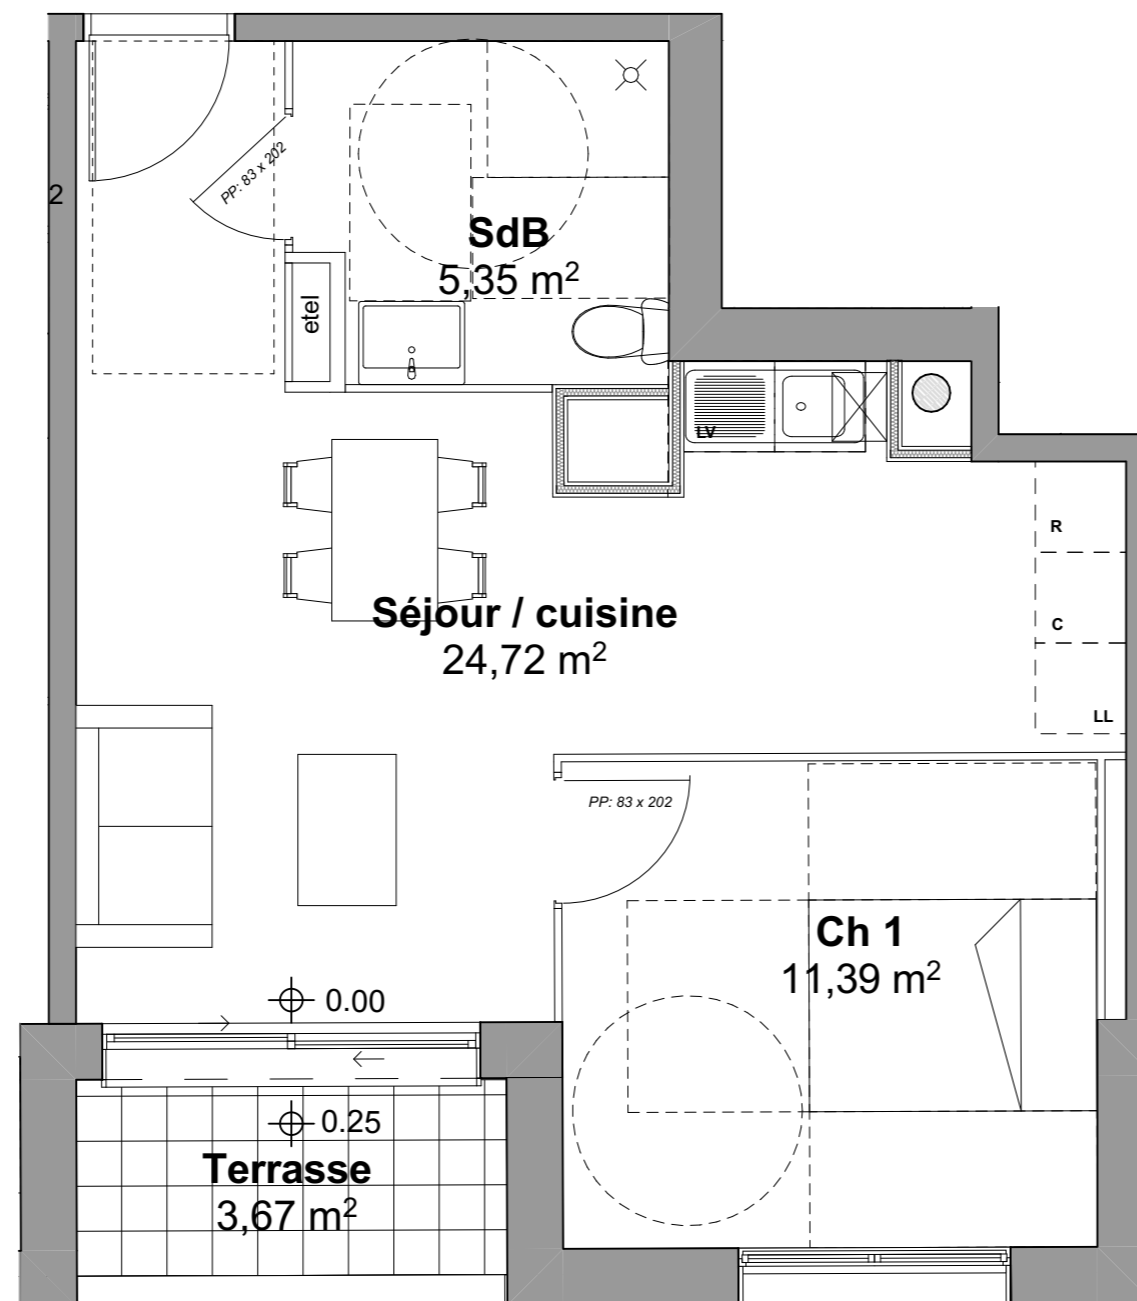 PP: 83 x 202
2
SdB
5,35 m²
etel
LV
R
Séjour / cuisine
24,72 m²
C
LL
PP: 83 x 202
Ch 1
11,39 m²
0.00
0.25
Terrasse
3,67 m²